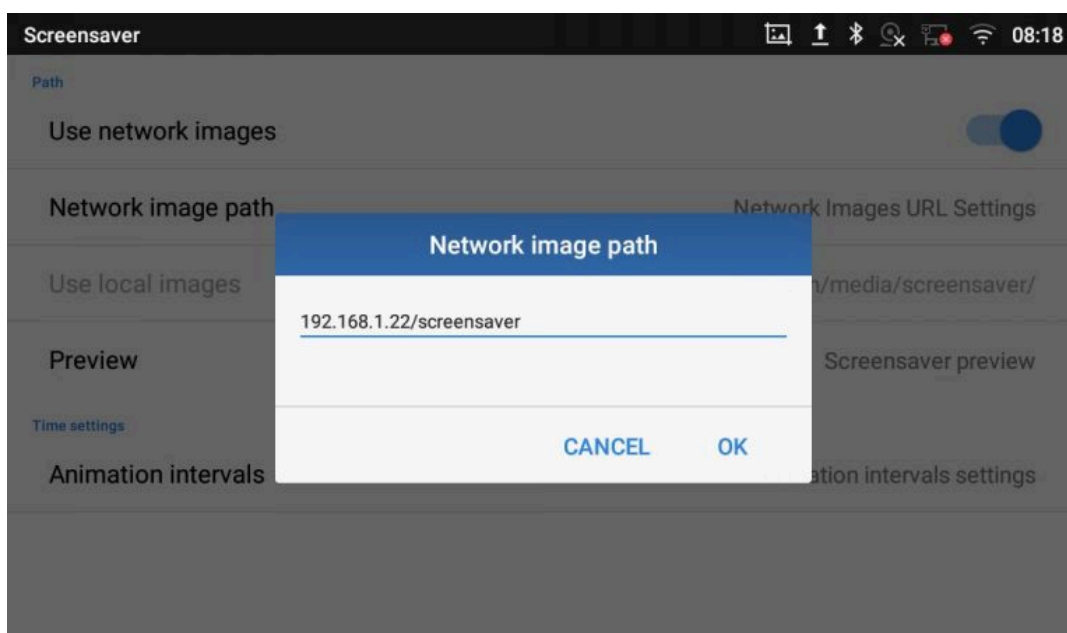 Screensaver 08:18
Path
Use network images
Network image path Network Images URL Settings
Network image path
Use local images n/media/screensaver/
192.168.1.22/screensaver
Preview Screensaver preview
Time settings
CANCEL OK
Animation intervals ation intervals settings